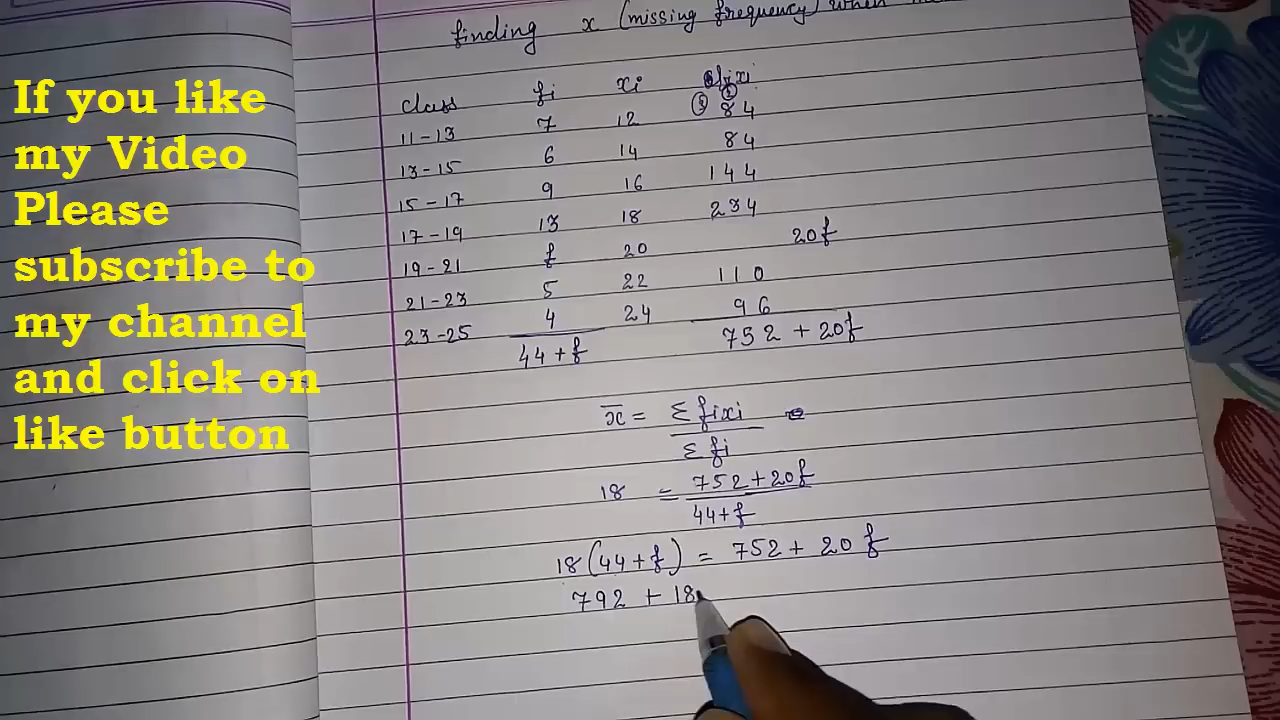 If you like
my Video
Please
subscribe to
my channel
and click on
like button
finding x (missing frequency) when
class fi xi fixi
11-13 7 12 84
13-15 6 14 84
15-17 9 16 144
17-19 13 18 234
19-21 f 20 20f
21-23 5 22 110
23-25 4 24 96
44+f 752+20f
x̄ = Σfixi
Σfi
18 = 752+20f
44+f
18(44+f) = 752+20f
792 + 18